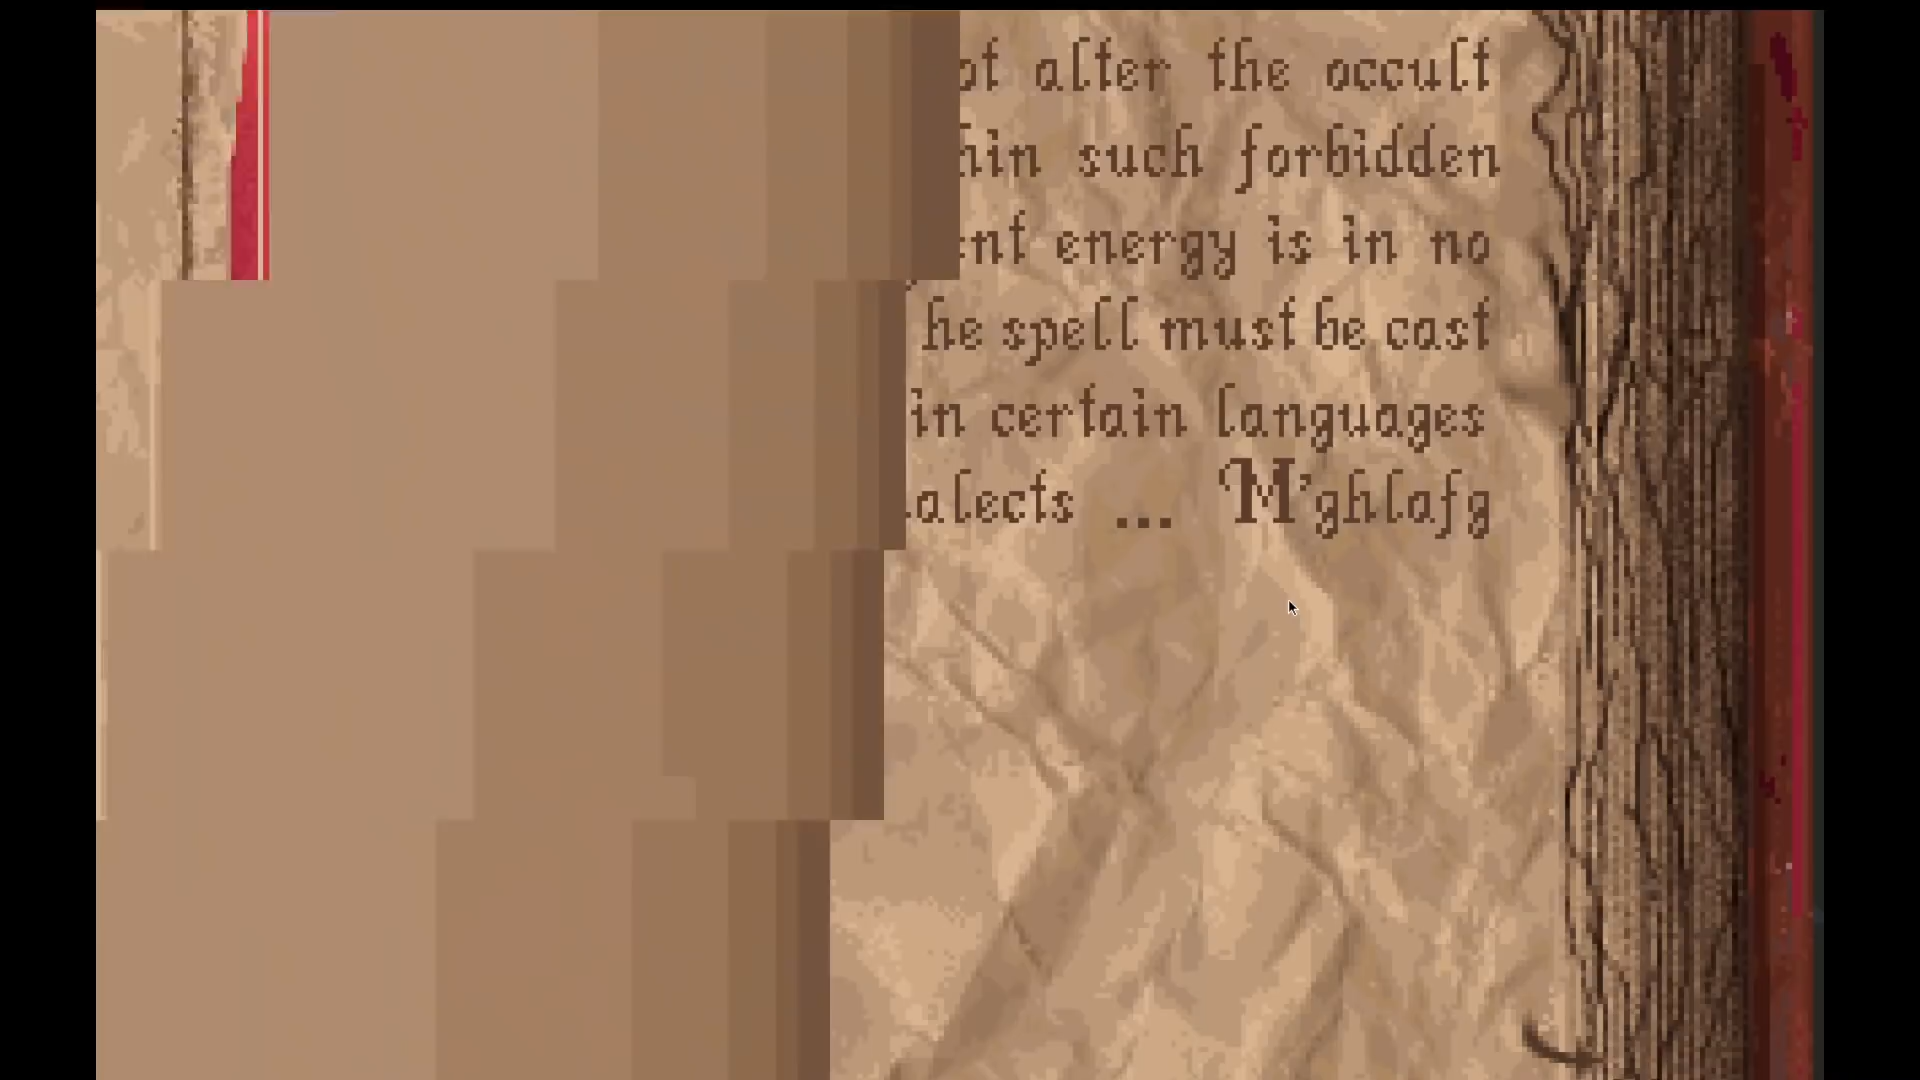 alter the occult
such forbidden
energy is in no
he spell must be cast
in certain languages
alects ... M'ghlafg